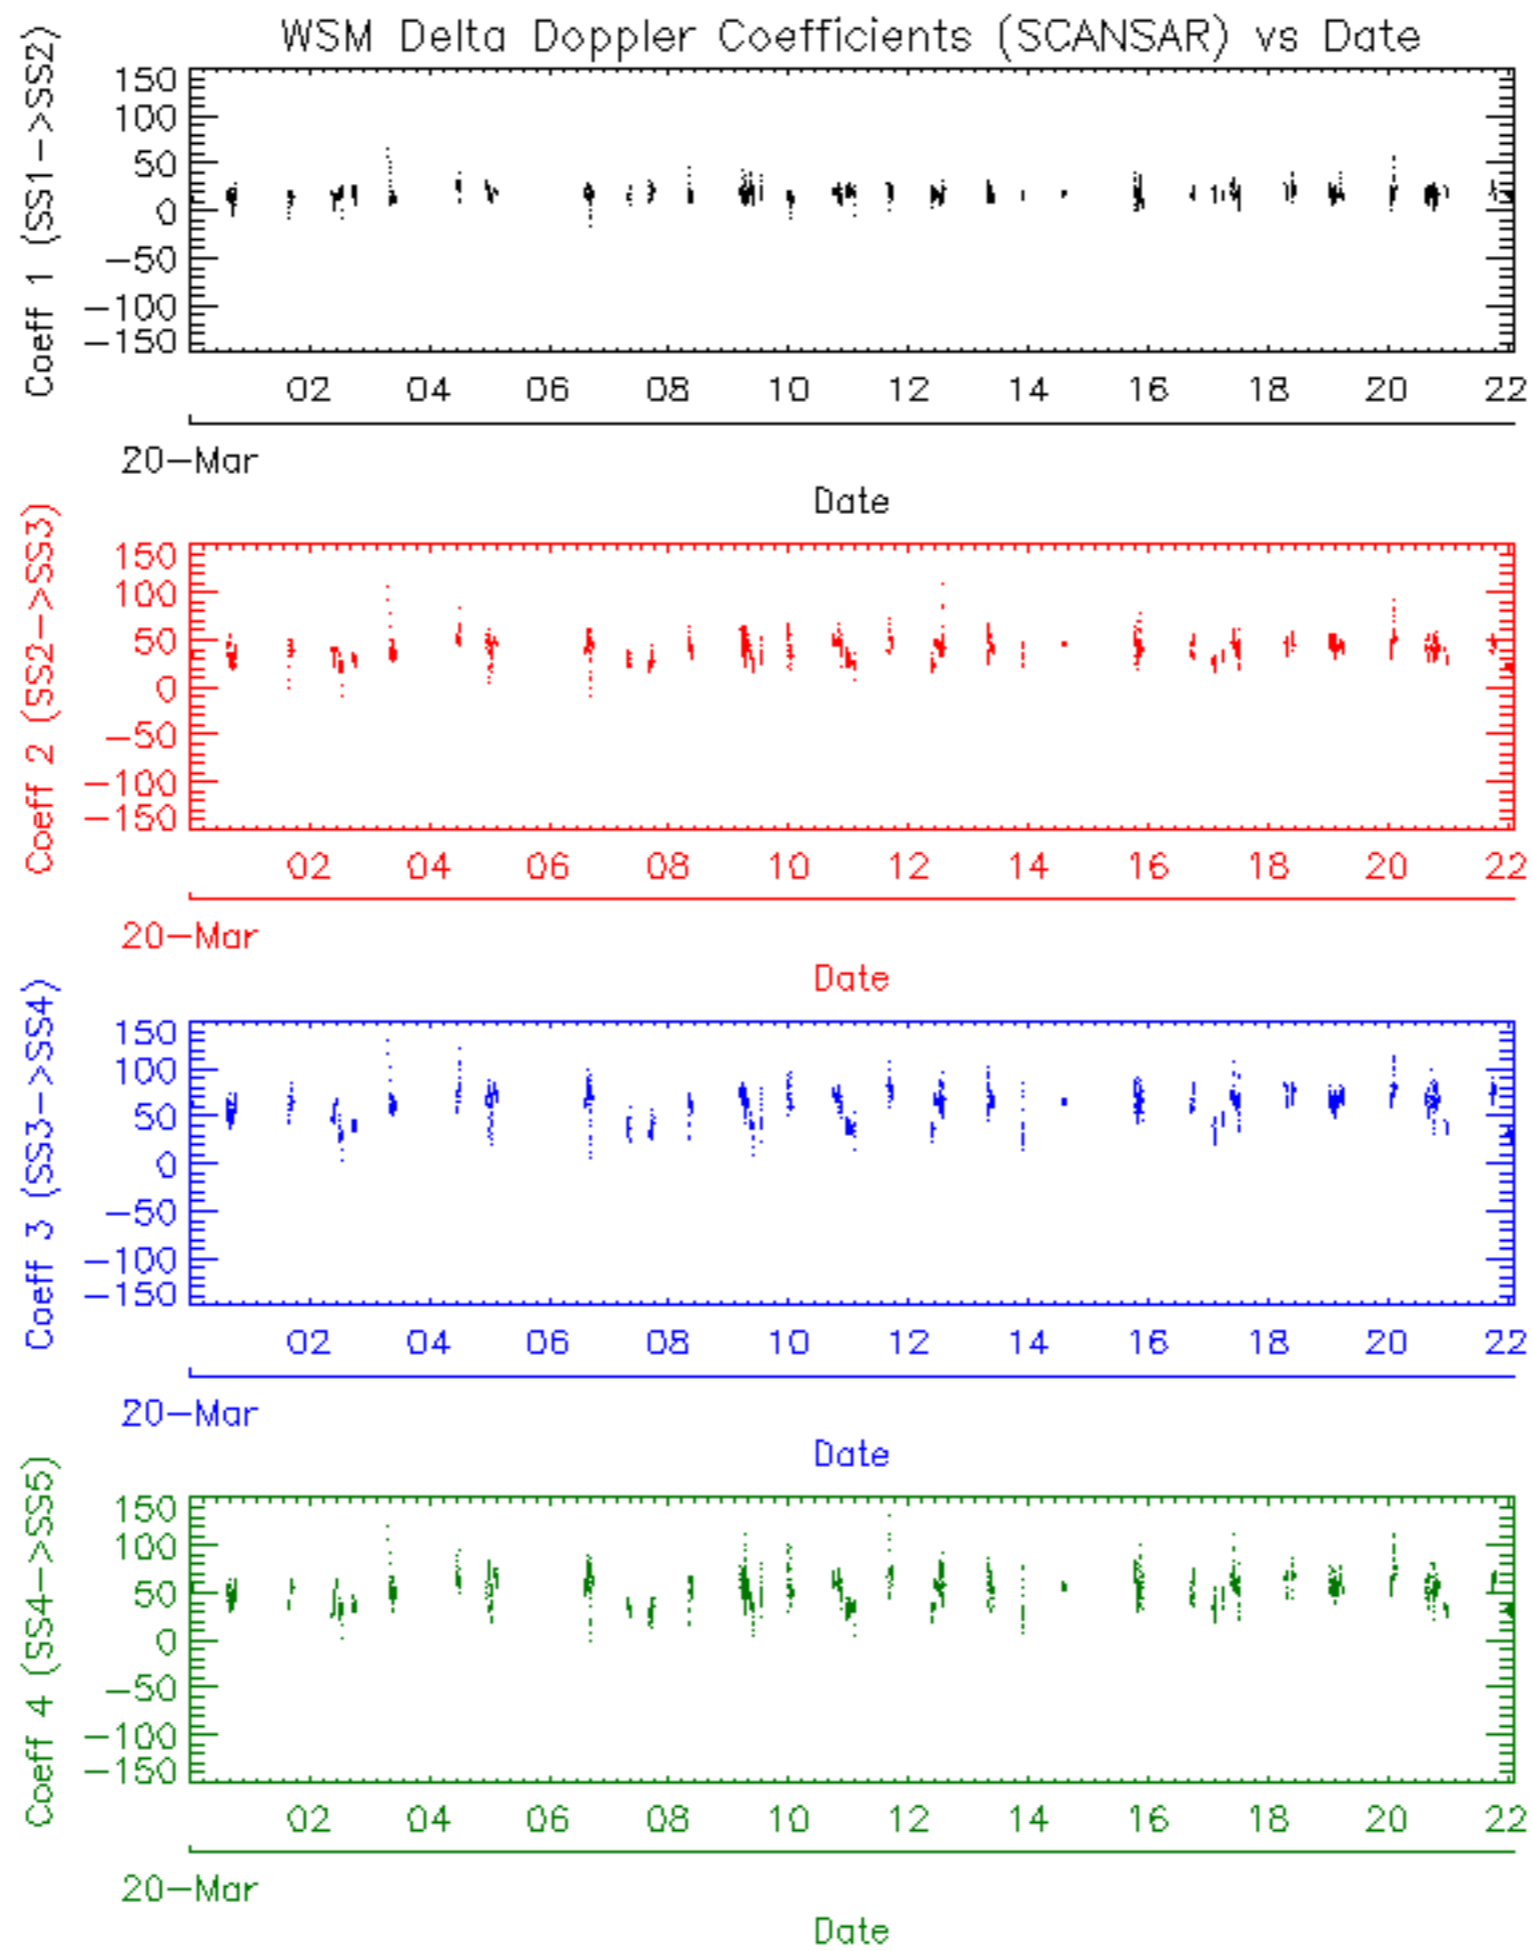 WSM Delta Doppler Coefficients (SCANSAR) vs Date
Coeff 1 (SS1->SS2)
150
100
50
0
-50
-100
-150
02 04 06 08 10 12 14 16 18 20 22
20-Mar
Date
Coeff 2 (SS2->SS3)
150
100
50
0
-50
-100
-150
02 04 06 08 10 12 14 16 18 20 22
20-Mar
Date
Coeff 3 (SS3->SS4)
150
100
50
0
-50
-100
-150
02 04 06 08 10 12 14 16 18 20 22
20-Mar
Date
Coeff 4 (SS4->SS5)
150
100
50
0
-50
-100
-150
02 04 06 08 10 12 14 16 18 20 22
20-Mar
Date